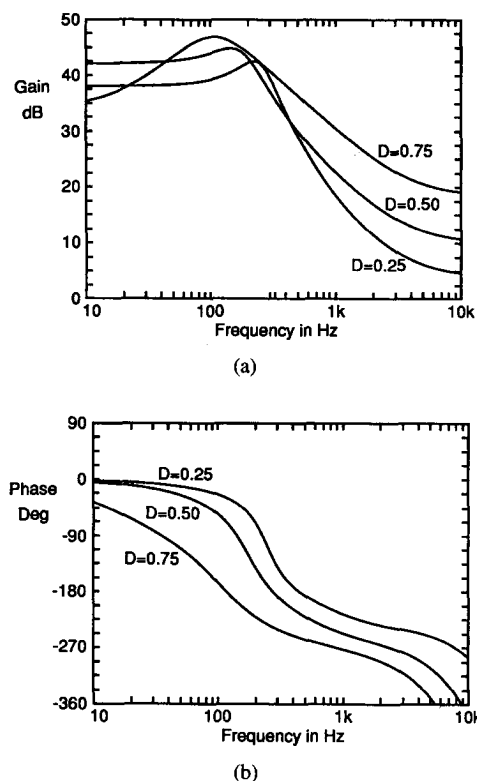 50
40
Gain
dB
30
D=0.75
20
D=0.50
10
D=0.25
0
10
100
1k
10k
Frequency in Hz
(a)
90
0
D=0.25
Phase
Deg
D=0.50
-90
D=0.75
-180
-270
-360
10
100
1k
10k
Frequency in Hz
(b)